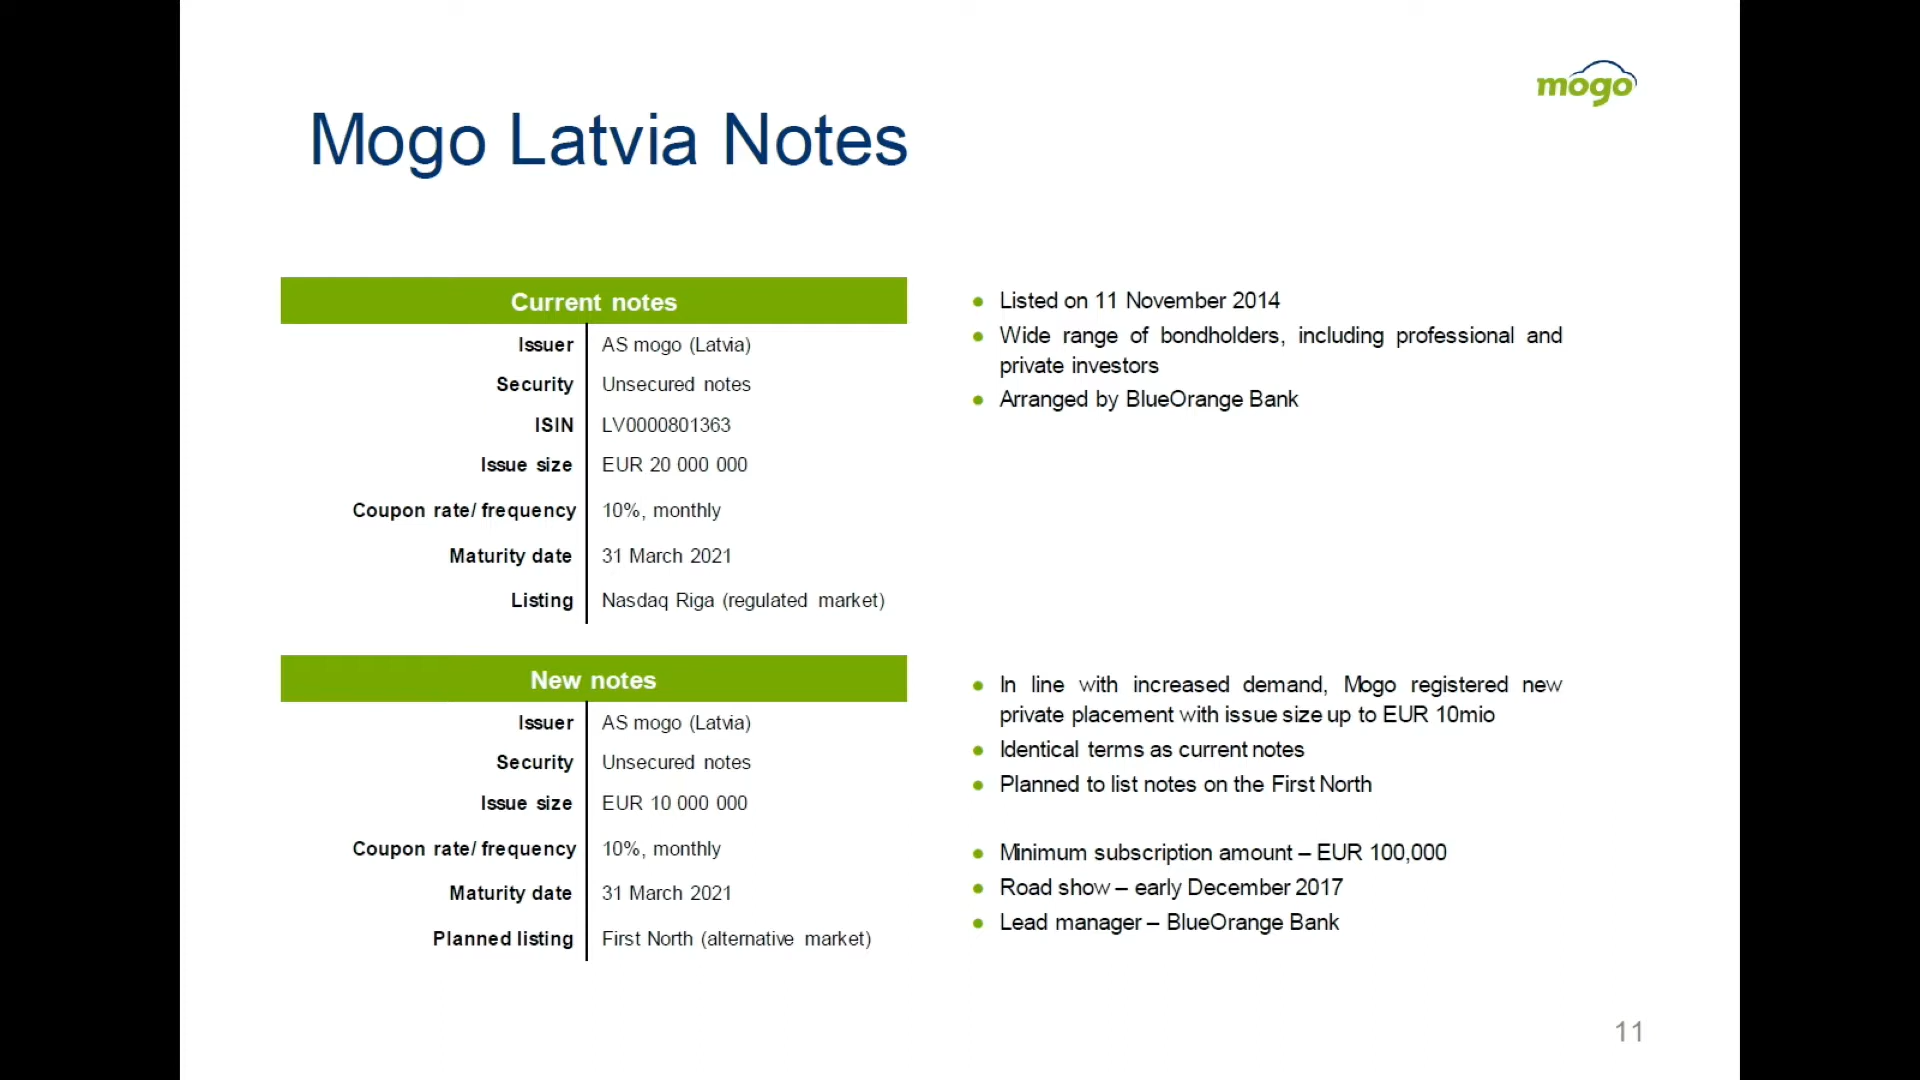 mogo
Mogo Latvia Notes
Current notes
Issuer AS mogo (Latvia)
Security Unsecured notes
ISIN LV0000801363
Issue size EUR 20 000 000
Coupon rate/ frequency 10%, monthly
Maturity date 31 March 2021
Listing Nasdaq Riga (regulated market)
• Listed on 11 November 2014
• Wide range of bondholders, including professional and
private investors
• Arranged by BlueOrange Bank
New notes
Issuer AS mogo (Latvia)
Security Unsecured notes
Issue size EUR 10 000 000
Coupon rate/ frequency 10%, monthly
Maturity date 31 March 2021
Planned listing First North (alternative market)
• In line with increased demand, Mogo registered new
private placement with issue size up to EUR 10mio
• Identical terms as current notes
• Planned to list notes on the First North
• Minimum subscription amount – EUR 100,000
• Road show – early December 2017
• Lead manager – BlueOrange Bank
11